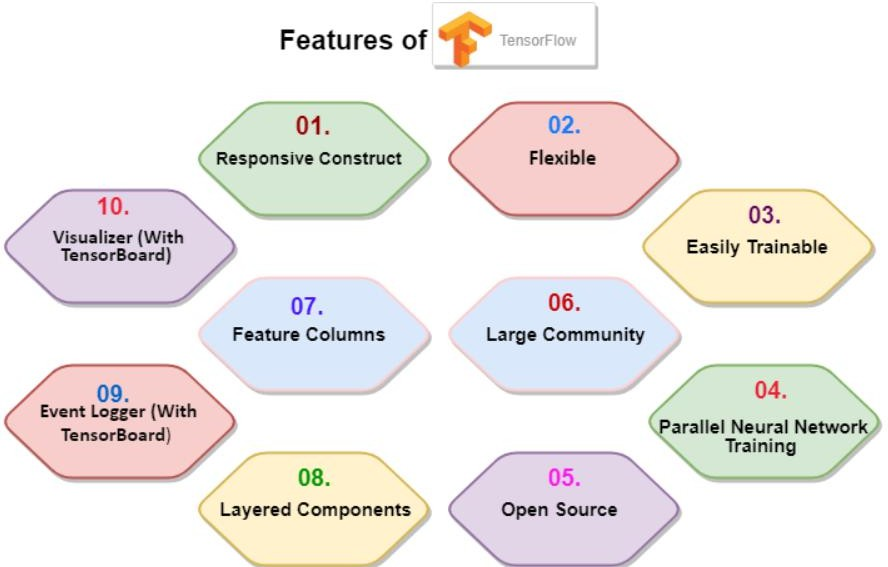 Features of TensorFlow
01.
Responsive Construct
02.
Flexible
03.
Easily Trainable
04.
Parallel Neural Network
Training
05.
Open Source
06.
Large Community
07.
Feature Columns
08.
Layered Components
09.
Event Logger (With
TensorBoard)
10.
Visualizer (With
TensorBoard)